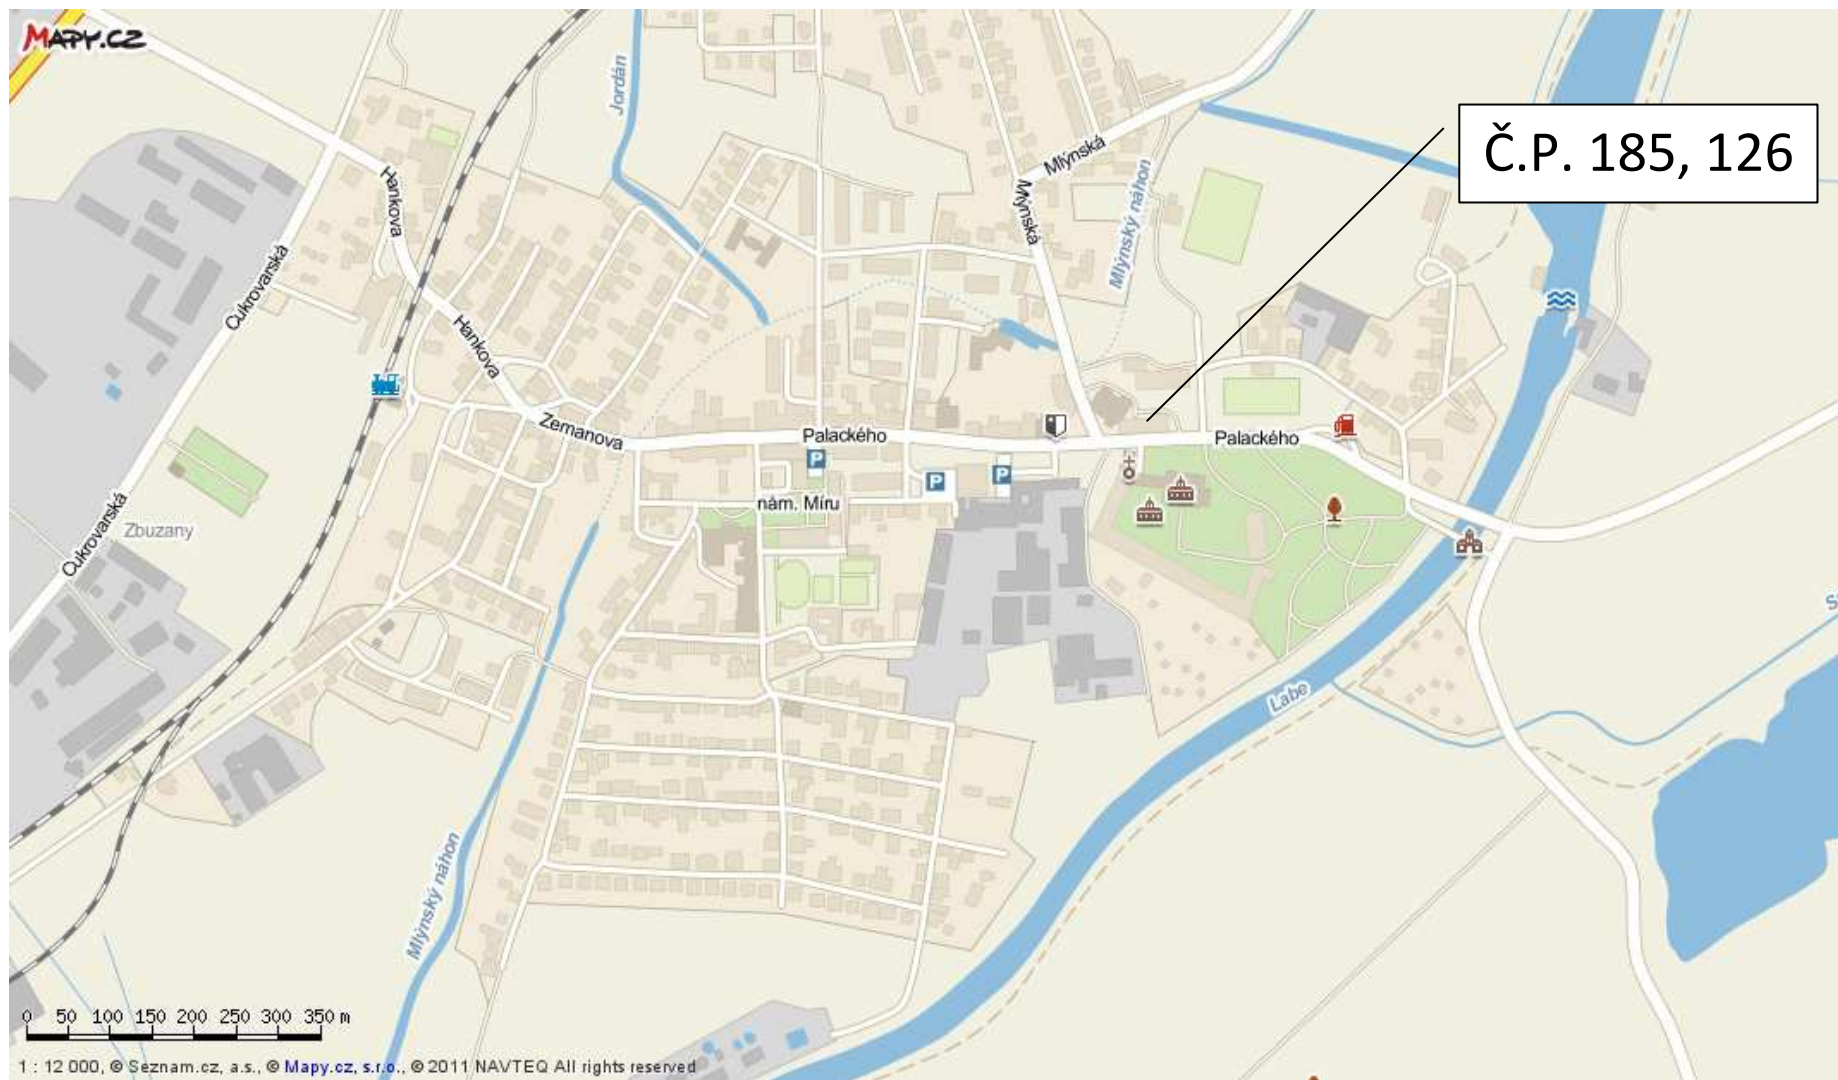 MAPY.CZ
Jordán
Č.P. 185, 126
Mlýnská
Hankova
Mlýnská
Mlýnský náhon
Cukrovarská
Hankova
Zemanova
Palackého
Palackého
P
P
P
nám. Míru
Cukrovarská
Zbuzany
Labe
Mlýnský náhon
0 50 100 150 200 250 300 350 m
1 : 12 000, © Seznam.cz, a.s., © Mapy.cz, s.r.o., © 2011 NAVTEQ All rights reserved